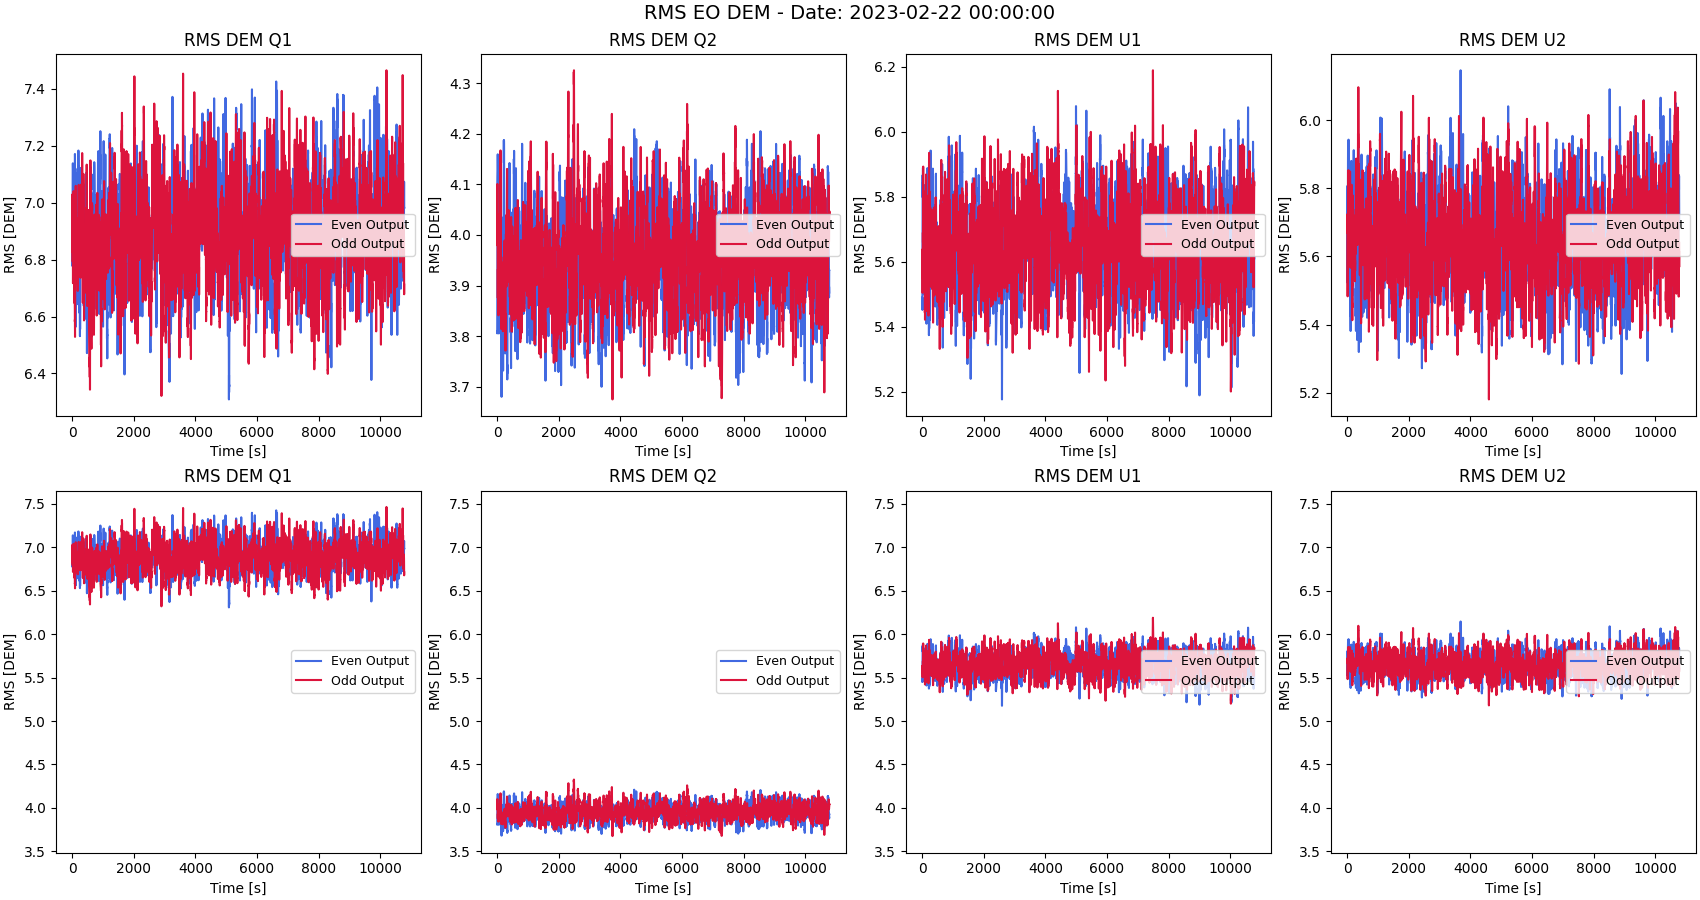 RMS EO DEM - Date: 2023-02-22 00:00:00
RMS DEM Q1
RMS [DEM]
7.4
7.2
7.0
6.8
6.6
6.4
0 2000 4000 6000 8000 10000
Time [s]
Even Output
Odd Output
RMS DEM Q2
RMS [DEM]
4.3
4.2
4.1
4.0
3.9
3.8
3.7
0 2000 4000 6000 8000 10000
Time [s]
Even Output
Odd Output
RMS DEM U1
RMS [DEM]
6.2
6.0
5.8
5.6
5.4
5.2
0 2000 4000 6000 8000 10000
Time [s]
Even Output
Odd Output
RMS DEM U2
RMS [DEM]
6.0
5.8
5.6
5.4
5.2
0 2000 4000 6000 8000 10000
Time [s]
Even Output
Odd Output
RMS DEM Q1
RMS [DEM]
7.5
7.0
6.5
6.0
5.5
5.0
4.5
4.0
3.5
0 2000 4000 6000 8000 10000
Time [s]
Even Output
Odd Output
RMS DEM Q2
RMS [DEM]
7.5
7.0
6.5
6.0
5.5
5.0
4.5
4.0
3.5
0 2000 4000 6000 8000 10000
Time [s]
Even Output
Odd Output
RMS DEM U1
RMS [DEM]
7.5
7.0
6.5
6.0
5.5
5.0
4.5
4.0
3.5
0 2000 4000 6000 8000 10000
Time [s]
Even Output
Odd Output
RMS DEM U2
RMS [DEM]
7.5
7.0
6.5
6.0
5.5
5.0
4.5
4.0
3.5
0 2000 4000 6000 8000 10000
Time [s]
Even Output
Odd Output